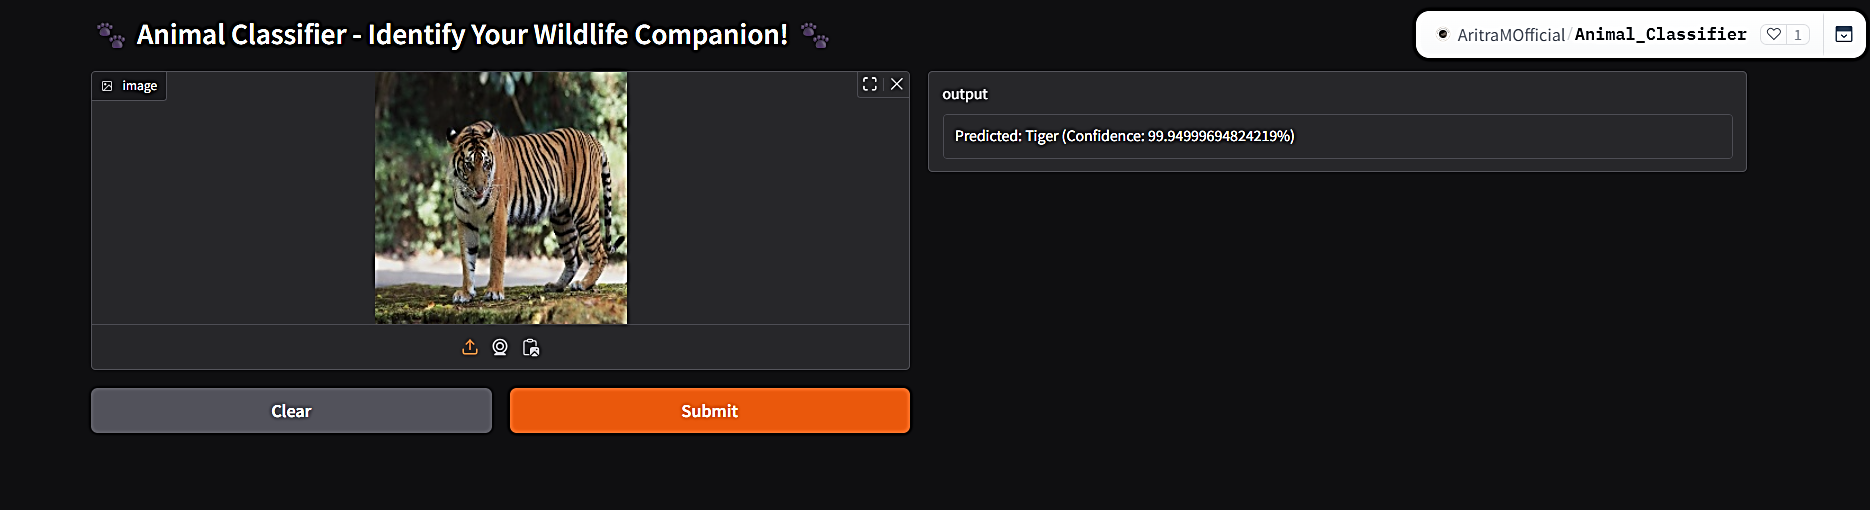 🐾 Animal Classifier - Identify Your Wildlife Companion! 🐾
AritraMOfficial/Animal_Classifier 1
image
output
Predicted: Tiger (Confidence: 99.94999694824219%)
Clear
Submit